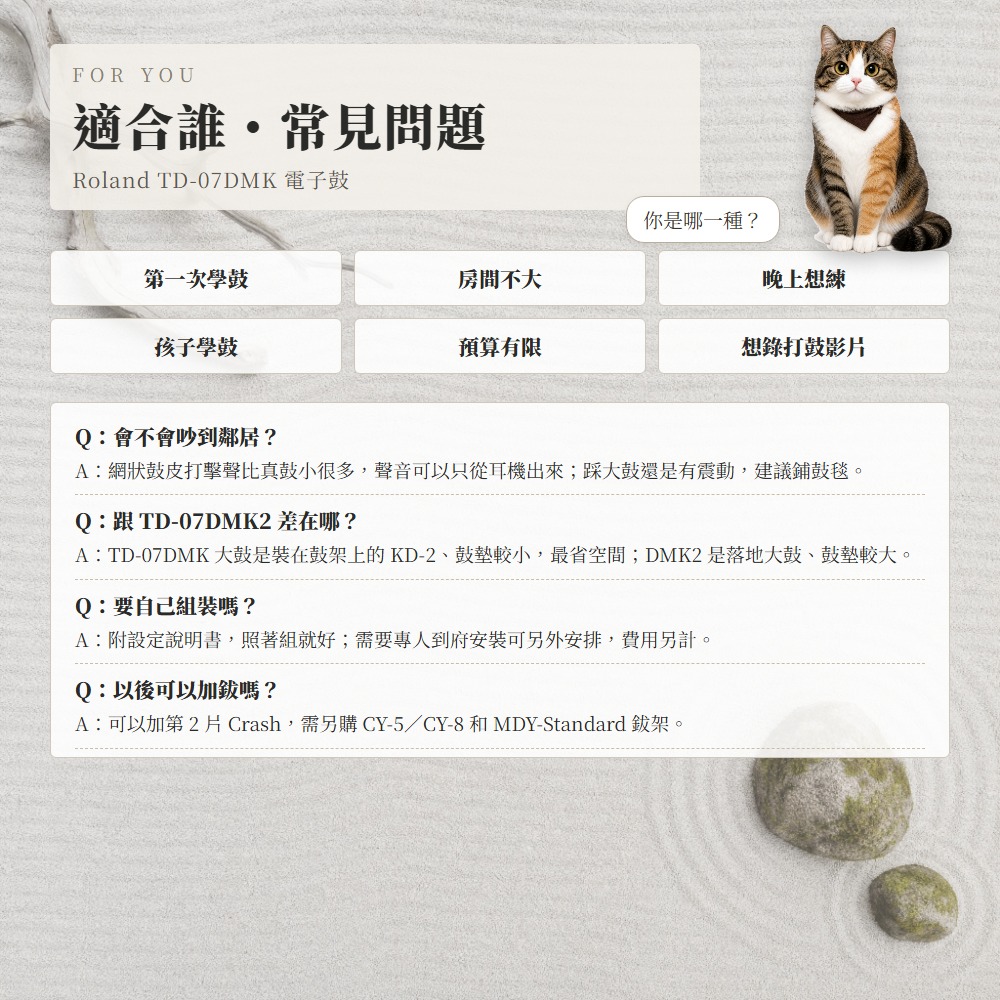 FOR YOU
適合誰・常見問題
Roland TD-07DMK 電子鼓
你是哪一種？
第一次學鼓
房間不大
晚上想練
孩子學鼓
預算有限
想錄打鼓影片
Q：會不會吵到鄰居？
A：網狀鼓皮打擊聲比真鼓小很多，聲音可以只從耳機出來；踩大鼓還是有震動，建議鋪鼓毯。
Q：跟 TD-07DMK2 差在哪？
A：TD-07DMK 大鼓是裝在鼓架上的 KD-2、鼓墊較小，最省空間；DMK2 是落地大鼓、鼓墊較大。
Q：要自己組裝嗎？
A：附設定說明書，照著組就好；需要專人到府安裝可另外安排，費用另計。
Q：以後可以加鈸嗎？
A：可以加第 2 片 Crash，需另購 CY-5／CY-8 和 MDY-Standard 鈸架。